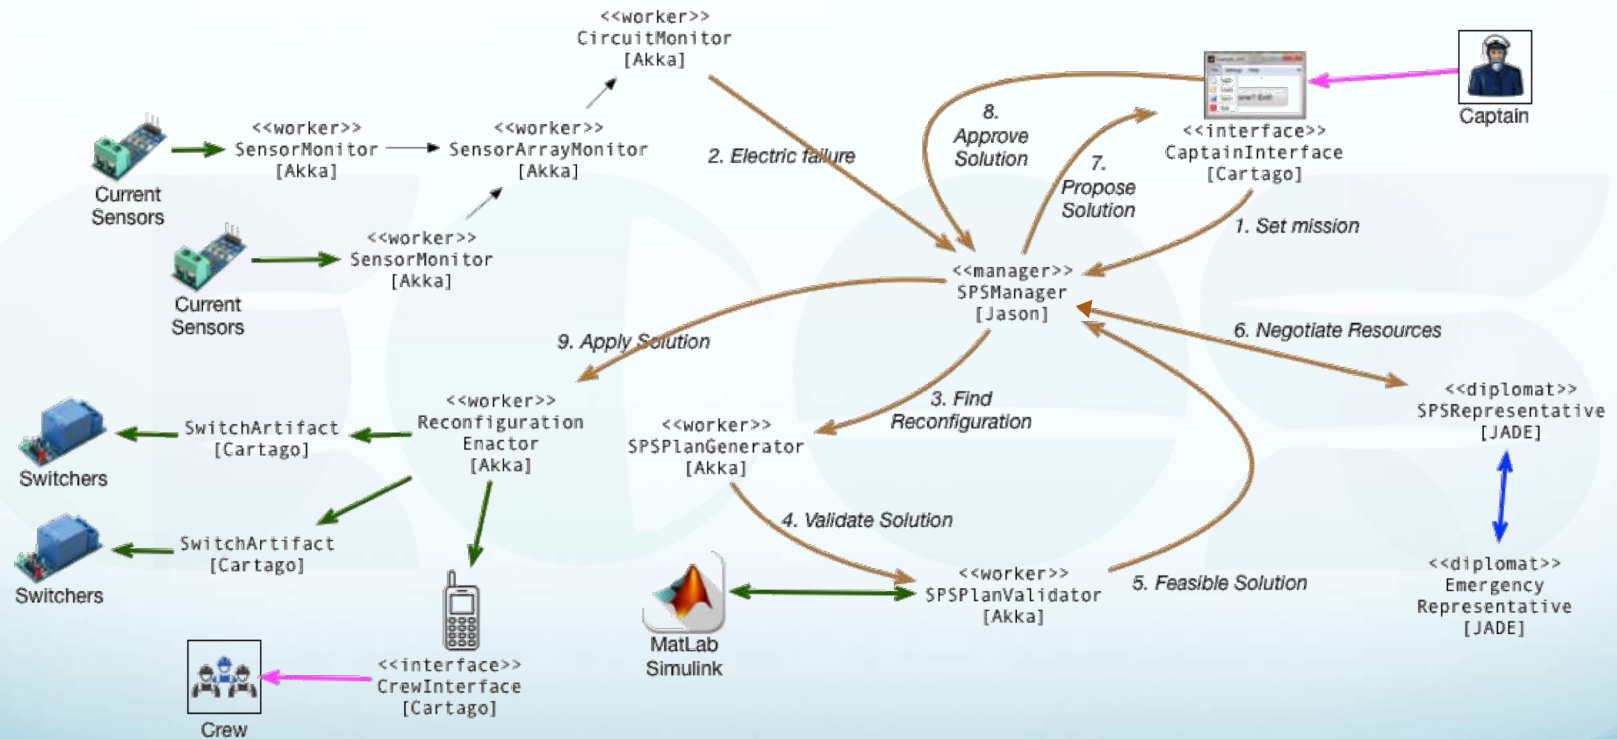 <<worker>>
CircuitMonitor
[Akka]
<<worker>>
SensorMonitor
[Akka]
<<worker>>
SensorArrayMonitor
[Akka]
Current
Sensors
<<worker>>
SensorMonitor
[Akka]
Current
Sensors
2. Electric failure
8.
Approve
Solution
7.
Propose
Solution
<<interface>>
CaptainInterface
[Cartago]
Captain
1. Set mission
<<manager>>
SPSManager
[Jason]
6. Negotiate Resources
9. Apply Solution
3. Find
Reconfiguration
<<diplomat>>
SPSRepresentative
[JADE]
<<worker>>
Reconfiguration
Enactor
[Akka]
<<worker>>
SPSPlanGenerator
[Akka]
SwitchArtifact
[Cartago]
Switchers
4. Validate Solution
SwitchArtifact
[Cartago]
Switchers
<<worker>>
SPSPlanValidator
[Akka]
5. Feasible Solution
<<diplomat>>
Emergency
Representative
[JADE]
MatLab
Simulink
<<interface>>
CrewInterface
[Cartago]
Crew